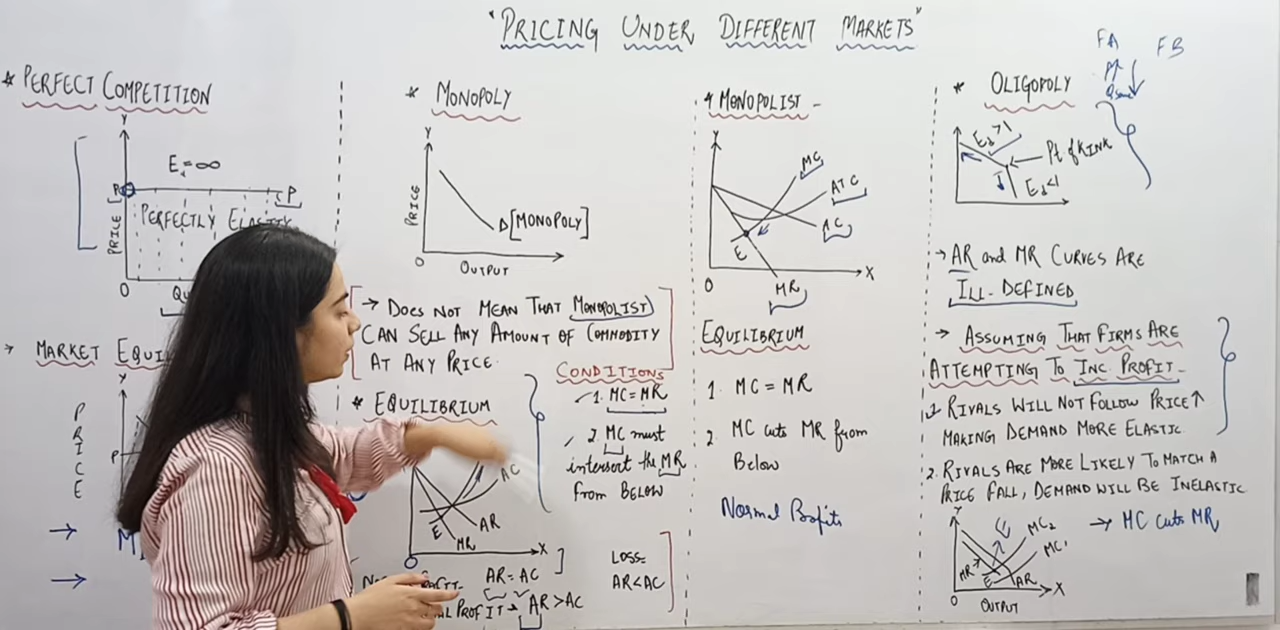 "PRICING UNDER DIFFERENT MARKETS"
* PERFECT COMPETITION
Y
Ed=∞
P P
PERFECTLY ELASTIC
PRICE
O
* MARKET
Y
PRICE
P
→
→
* MONOPOLY
Y
PRICE
D [MONOPOLY]
O OUTPUT
→ DOES NOT MEAN THAT MONOPOLIST
CAN SELL ANY AMOUNT OF COMMODITY
AT ANY PRICE.
* EQUILIBRIUM
AC
AR
E MR
X
O
AR = AC
AR > AC
CONDITIONS
1. MC = MR
2. MC must
intersect the MR
from BELOW
LOSS=
AR<AC
* MONOPOLIST -
Y
MC
ATC
AC
E
O MR X
EQUILIBRIUM
1. MC = MR
2. MC cuts MR from
Below
Normal Profits
FA FB
* OLIGOPOLY
Ed>1
Pt of KINK
Ed<1
→ AR and MR CURVES ARE
ILL-DEFINED
→ ASSUMING THAT FIRMS ARE
ATTEMPTING TO INC. PROFIT-
1. RIVALS WILL NOT FOLLOW PRICE↑
MAKING DEMAND MORE ELASTIC
2. RIVALS ARE MORE LIKELY TO MATCH A
PRICE FALL, DEMAND WILL BE INELASTIC
Y
MC2
MC1
→ MC cuts MR
MR E AR X
O OUTPUT